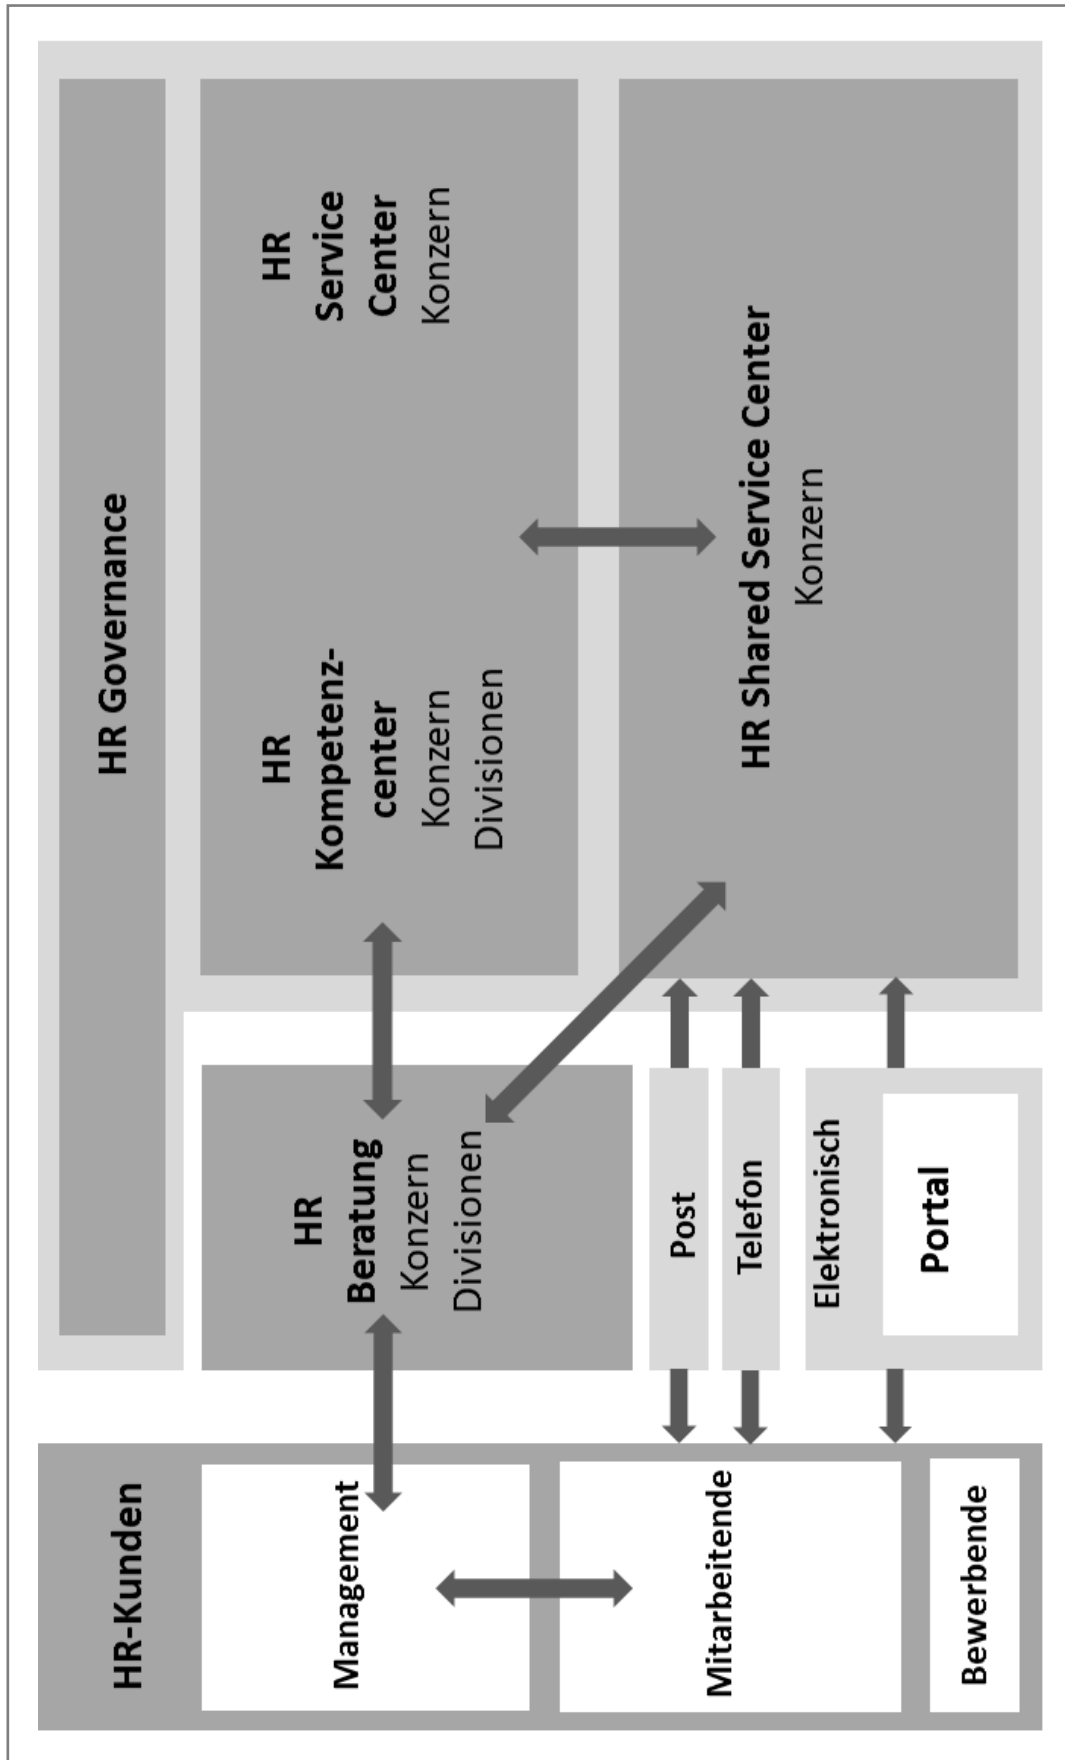 HR-Kunden
Management
Mitarbeitende
Bewerbende
HR Governance
HR
Beratung
Konzern
Divisionen
Post
Telefon
Elektronisch
Portal
HR
Kompetenz-
center
Konzern
Divisionen
HR
Service
Center
Konzern
HR Shared Service Center
Konzern